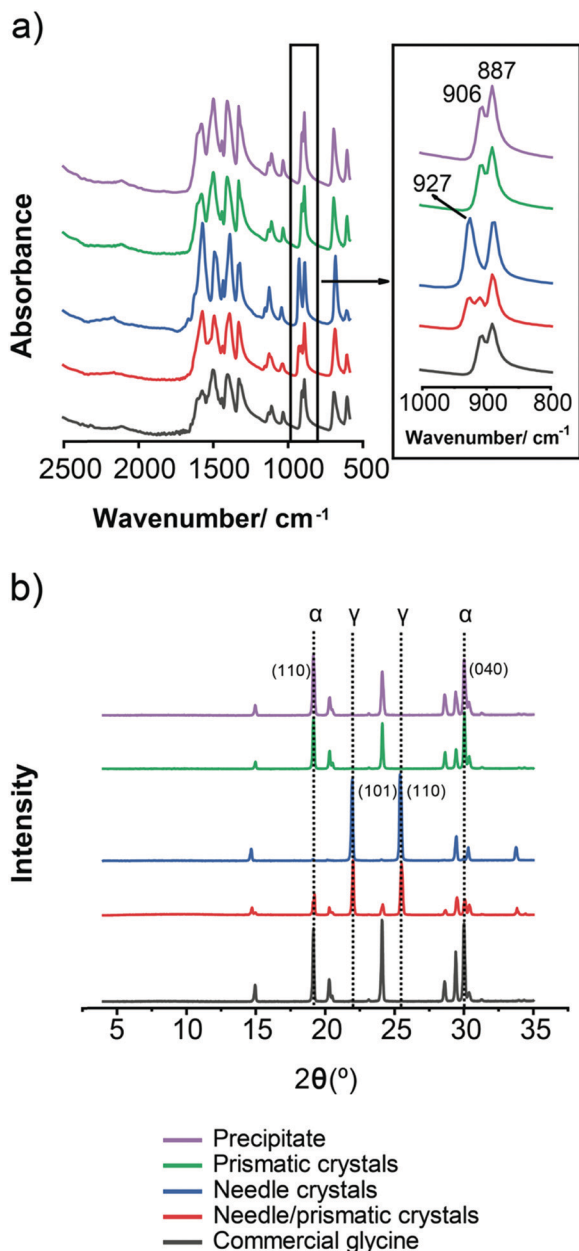 a)
887
906
927
Absorbance
1000 900 800
Wavenumber/ cm-1
2500 2000 1500 1000 500
Wavenumber/ cm-1
b)
α γ γ α
(110) (040)
(101) (110)
Intensity
5 10 15 20 25 30 35
2θ(º)
Precipitate
Prismatic crystals
Needle crystals
Needle/prismatic crystals
Commercial glycine